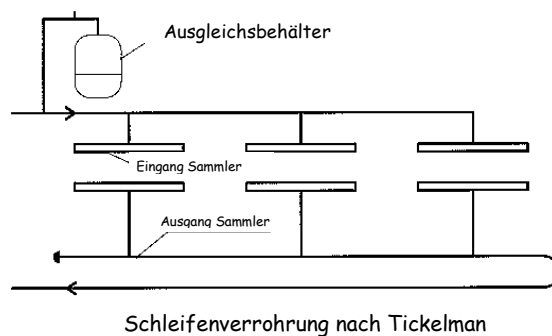 Ausgleichsbehälter
Eingang Sammler
Ausgang Sammler
Schleifenverrohrung nach Tickelman